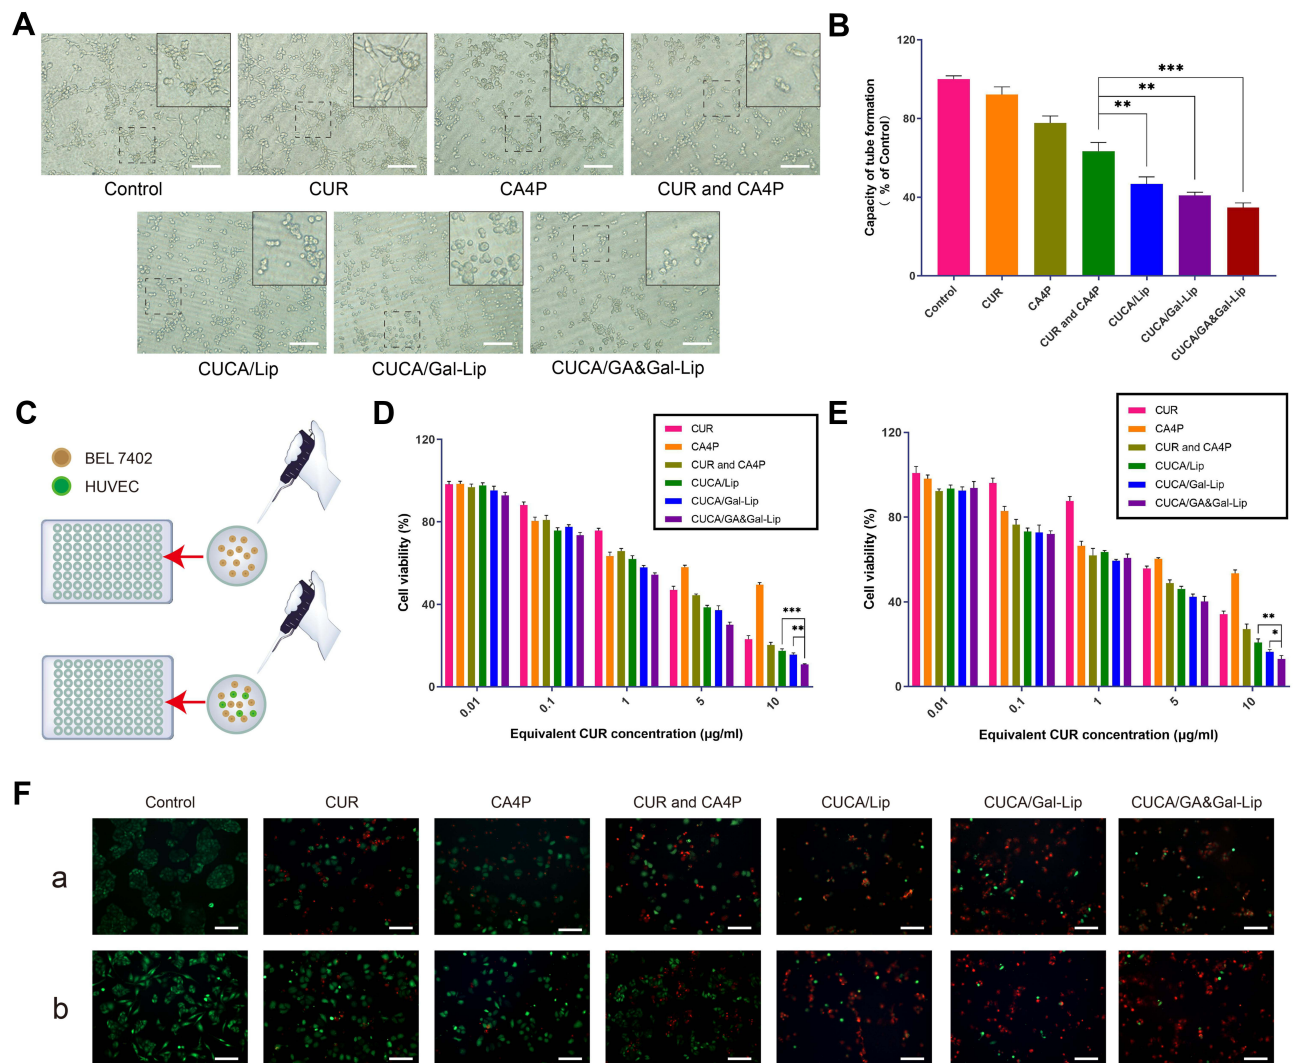 A
Control
CUR
CA4P
CUR and CA4P
CUCA/Lip
CUCA/Gal-Lip
CUCA/GA&Gal-Lip
B
Capacity of tube formation
( % of Control)
120
80
40
0
***
**
**
Control
CUR
CA4P
CUR and CA4P
CUCA/Lip
CUCA/Gal-Lip
CUCA/GA&Gal-Lip
C
BEL 7402
HUVEC
D
CUR
CA4P
CUR and CA4P
CUCA/Lip
CUCA/Gal-Lip
CUCA/GA&Gal-Lip
Cell viability (%)
120
80
40
0
***
**
0.01
0.1
1
5
10
Equivalent CUR concentration (μg/ml)
E
CUR
CA4P
CUR and CA4P
CUCA/Lip
CUCA/Gal-Lip
CUCA/GA&Gal-Lip
Cell viability (%)
120
80
40
0
**
*
0.01
0.1
1
5
10
Equivalent CUR concentration (μg/ml)
F
Control
CUR
CA4P
CUR and CA4P
CUCA/Lip
CUCA/Gal-Lip
CUCA/GA&Gal-Lip
a
b